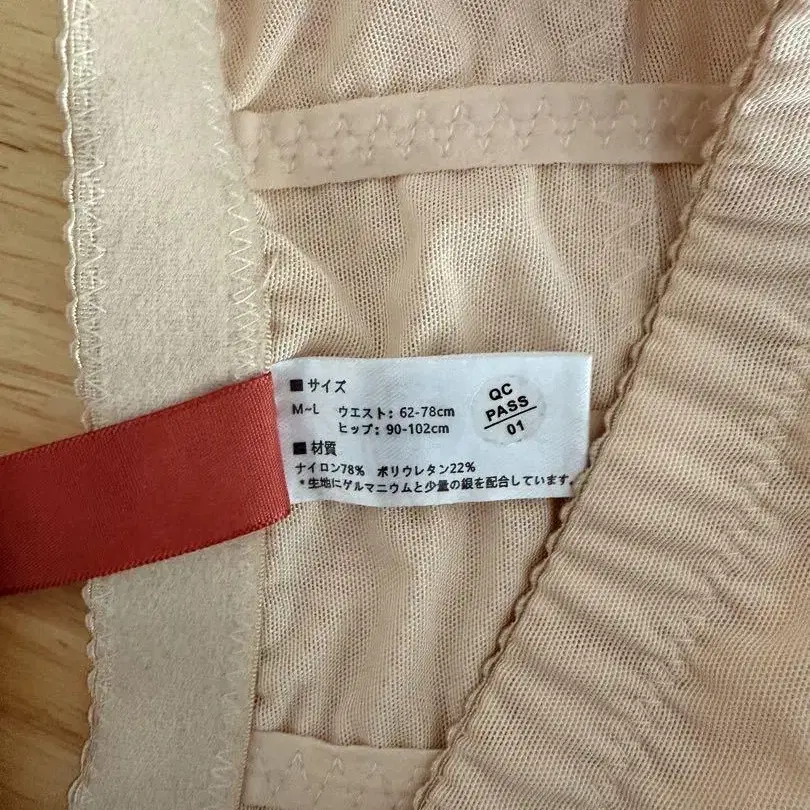 ■サイズ
M~L ウエスト: 62-78cm
ヒップ: 90-102cm
■材質
ナイロン78% ポリウレタン22%
*生地にゲルマニウムと少量の銀を配合しています。
QC
PASS
01